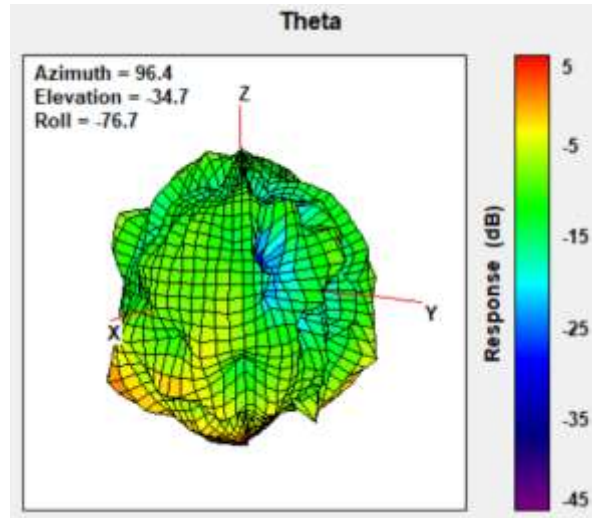 Theta
Azimuth = 96.4
Elevation = -34.7
Roll = -76.7
Z
Y
X
5
-5
-15
-25
-35
-45
Response (dB)